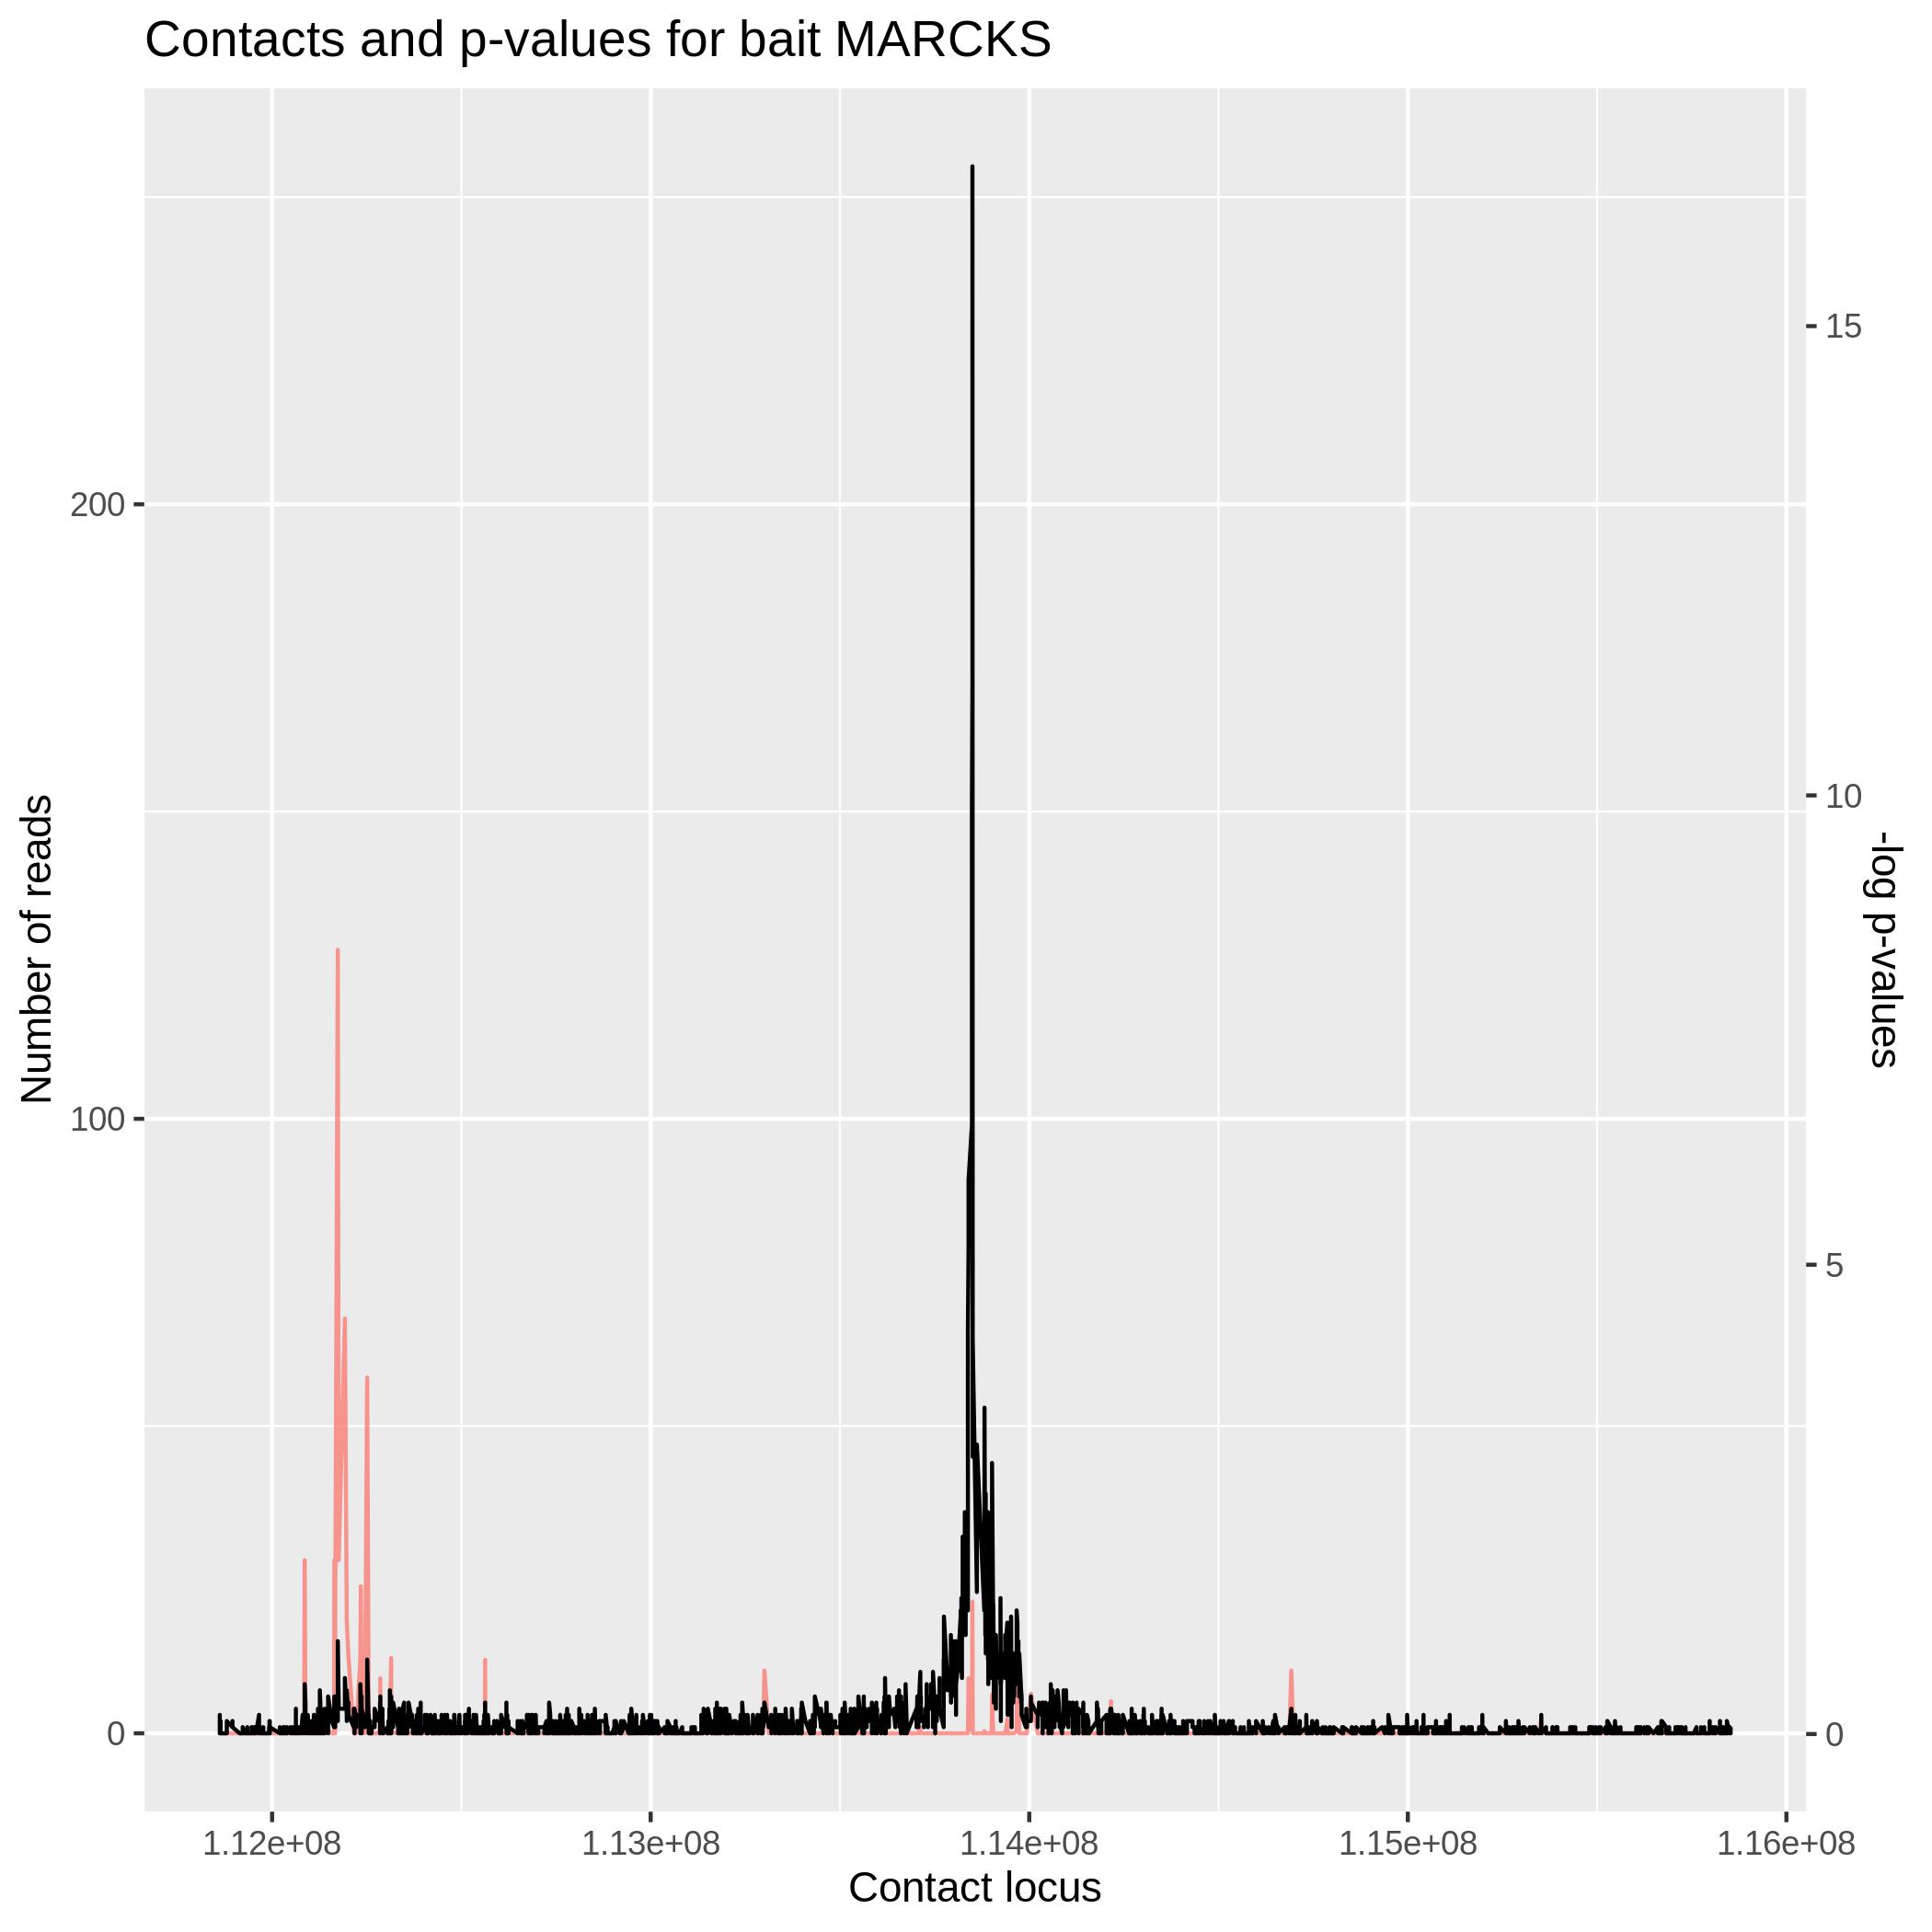 Contacts and p-values for bait MARCKS
Number of reads
200
100
0
15
10
5
0
-log p-values
1.12e+08
1.13e+08
1.14e+08
1.15e+08
1.16e+08
Contact locus